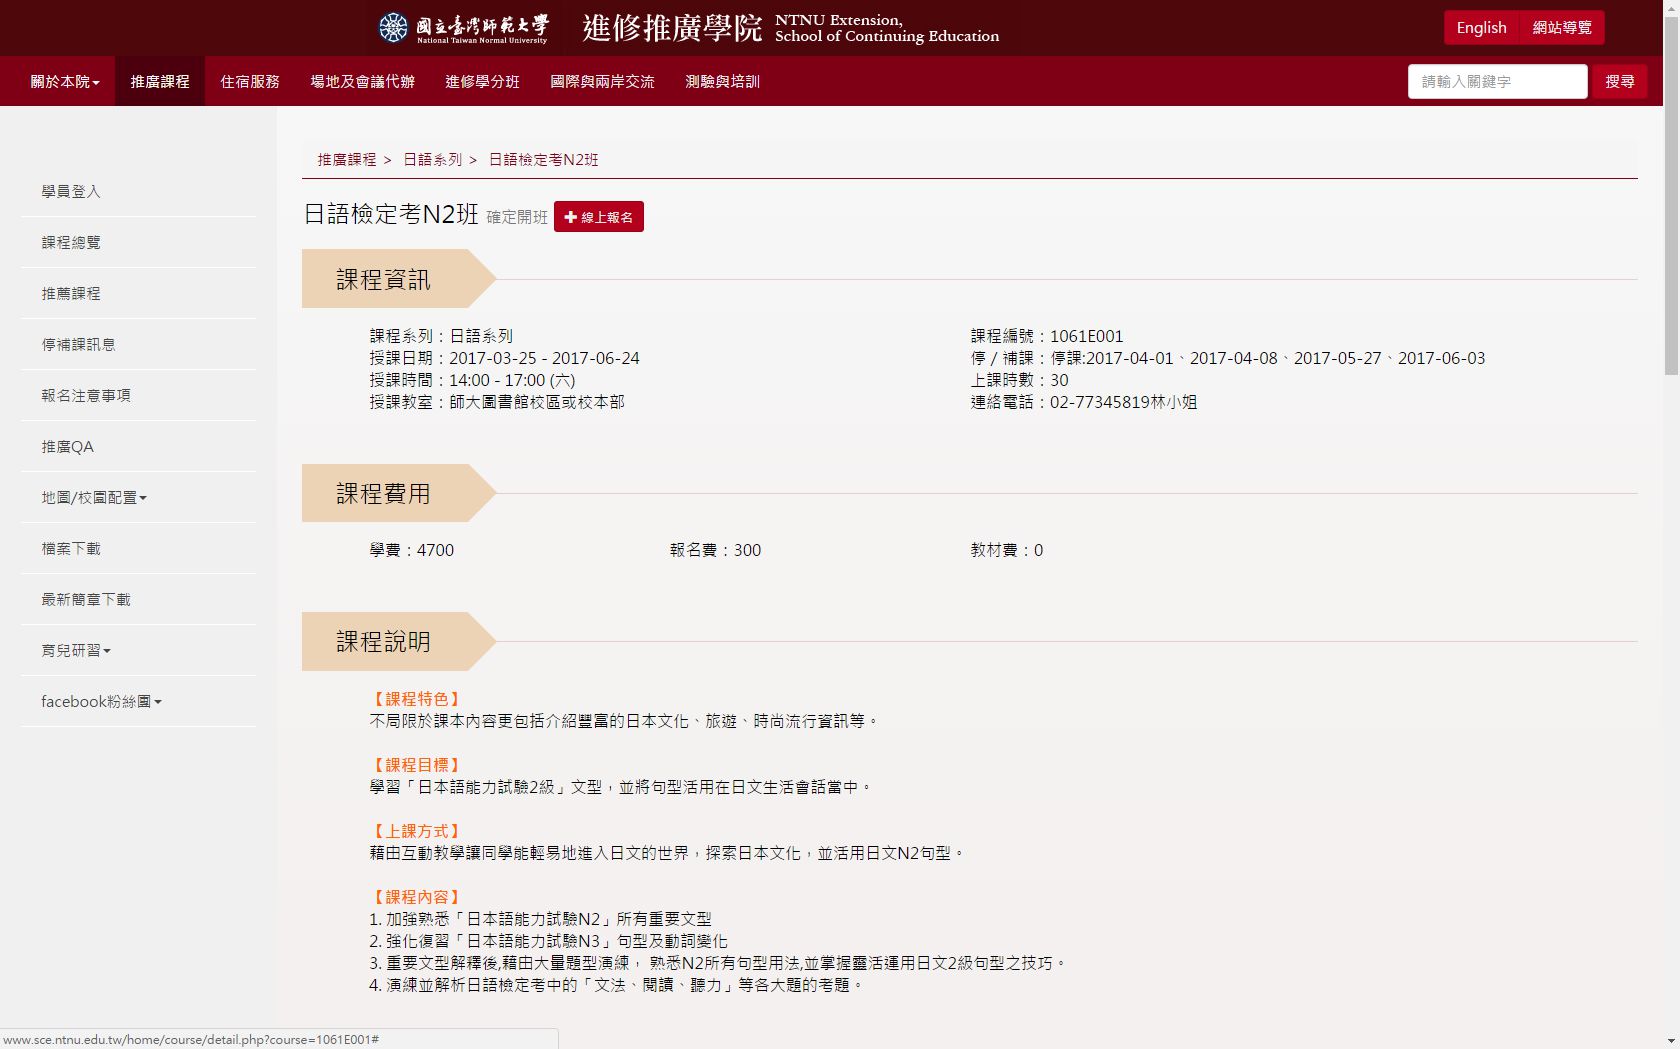 國立臺灣師範大學
National Taiwan Normal University
進修推廣學院
NTNU Extension,
School of Continuing Education
English
網站導覽
關於本院
推廣課程
住宿服務
場地及會議代辦
進修學分班
國際與兩岸交流
測驗與培訓
請輸入關鍵字
搜尋
學員登入
課程總覽
推薦課程
停補課訊息
報名注意事項
推廣QA
地圖/校園配置
檔案下載
最新簡章下載
育兒研習
facebook粉絲團
推廣課程 > 日語系列 > 日語檢定考N2班
日語檢定考N2班 確定開班 線上報名
課程資訊
課程系列：日語系列
授課日期：2017-03-25 - 2017-06-24
授課時間：14:00 - 17:00 (六)
授課教室：師大圖書館校區或校本部
課程編號：1061E001
停 / 補課：停課:2017-04-01、2017-04-08、2017-05-27、2017-06-03
上課時數：30
連絡電話：02-77345819林小姐
課程費用
學費：4700
報名費：300
教材費：0
課程說明
【課程特色】
不局限於課本內容更包括介紹豐富的日本文化、旅遊、時尚流行資訊等。
【課程目標】
學習「日本語能力試驗2級」文型，並將句型活用在日文生活會話當中。
【上課方式】
藉由互動教學讓同學能輕易地進入日文的世界，探索日本文化，並活用日文N2句型。
【課程內容】
1. 加強熟悉「日本語能力試驗N2」所有重要文型
2. 強化復習「日本語能力試驗N3」句型及動詞變化
3. 重要文型解釋後,藉由大量題型演練， 熟悉N2所有句型用法,並掌握靈活運用日文2級句型之技巧。
4. 演練並解析日語檢定考中的「文法、閱讀、聽力」等各大題的考題。
www.sce.ntnu.edu.tw/home/course/detail.php?course=1061E001#